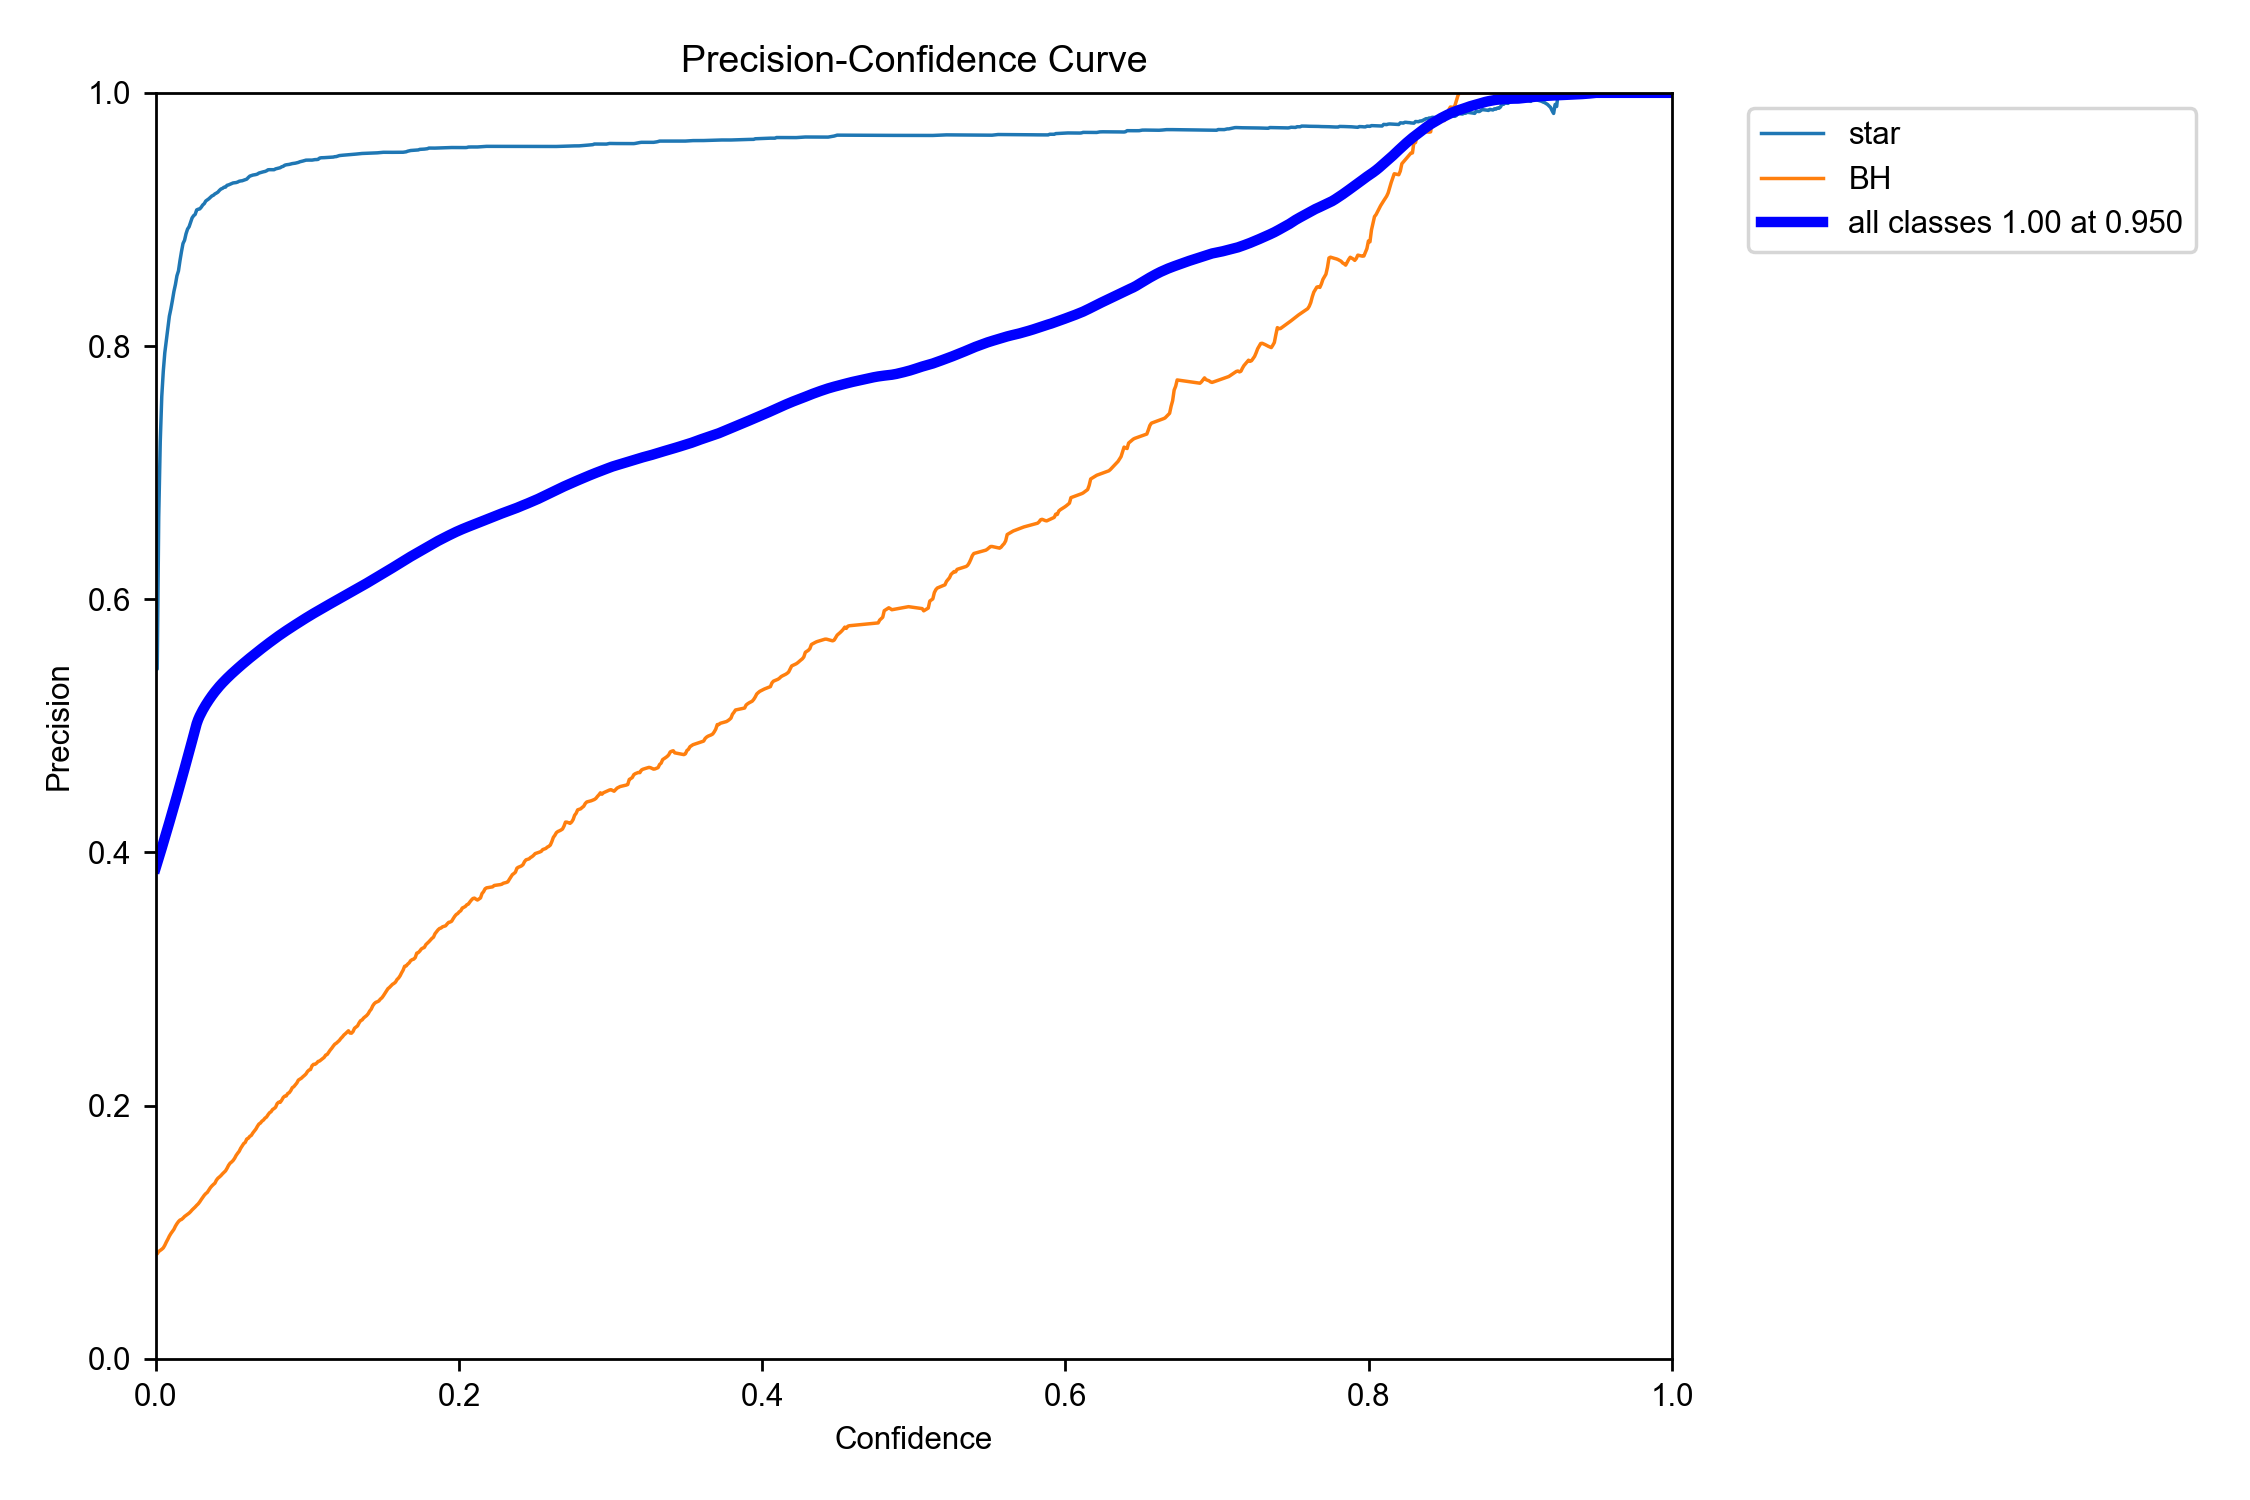 Precision-Confidence Curve
1.0
0.8
0.6
0.4
0.2
0.0
Precision
0.0 0.2 0.4 0.6 0.8 1.0
Confidence
star
BH
all classes 1.00 at 0.950